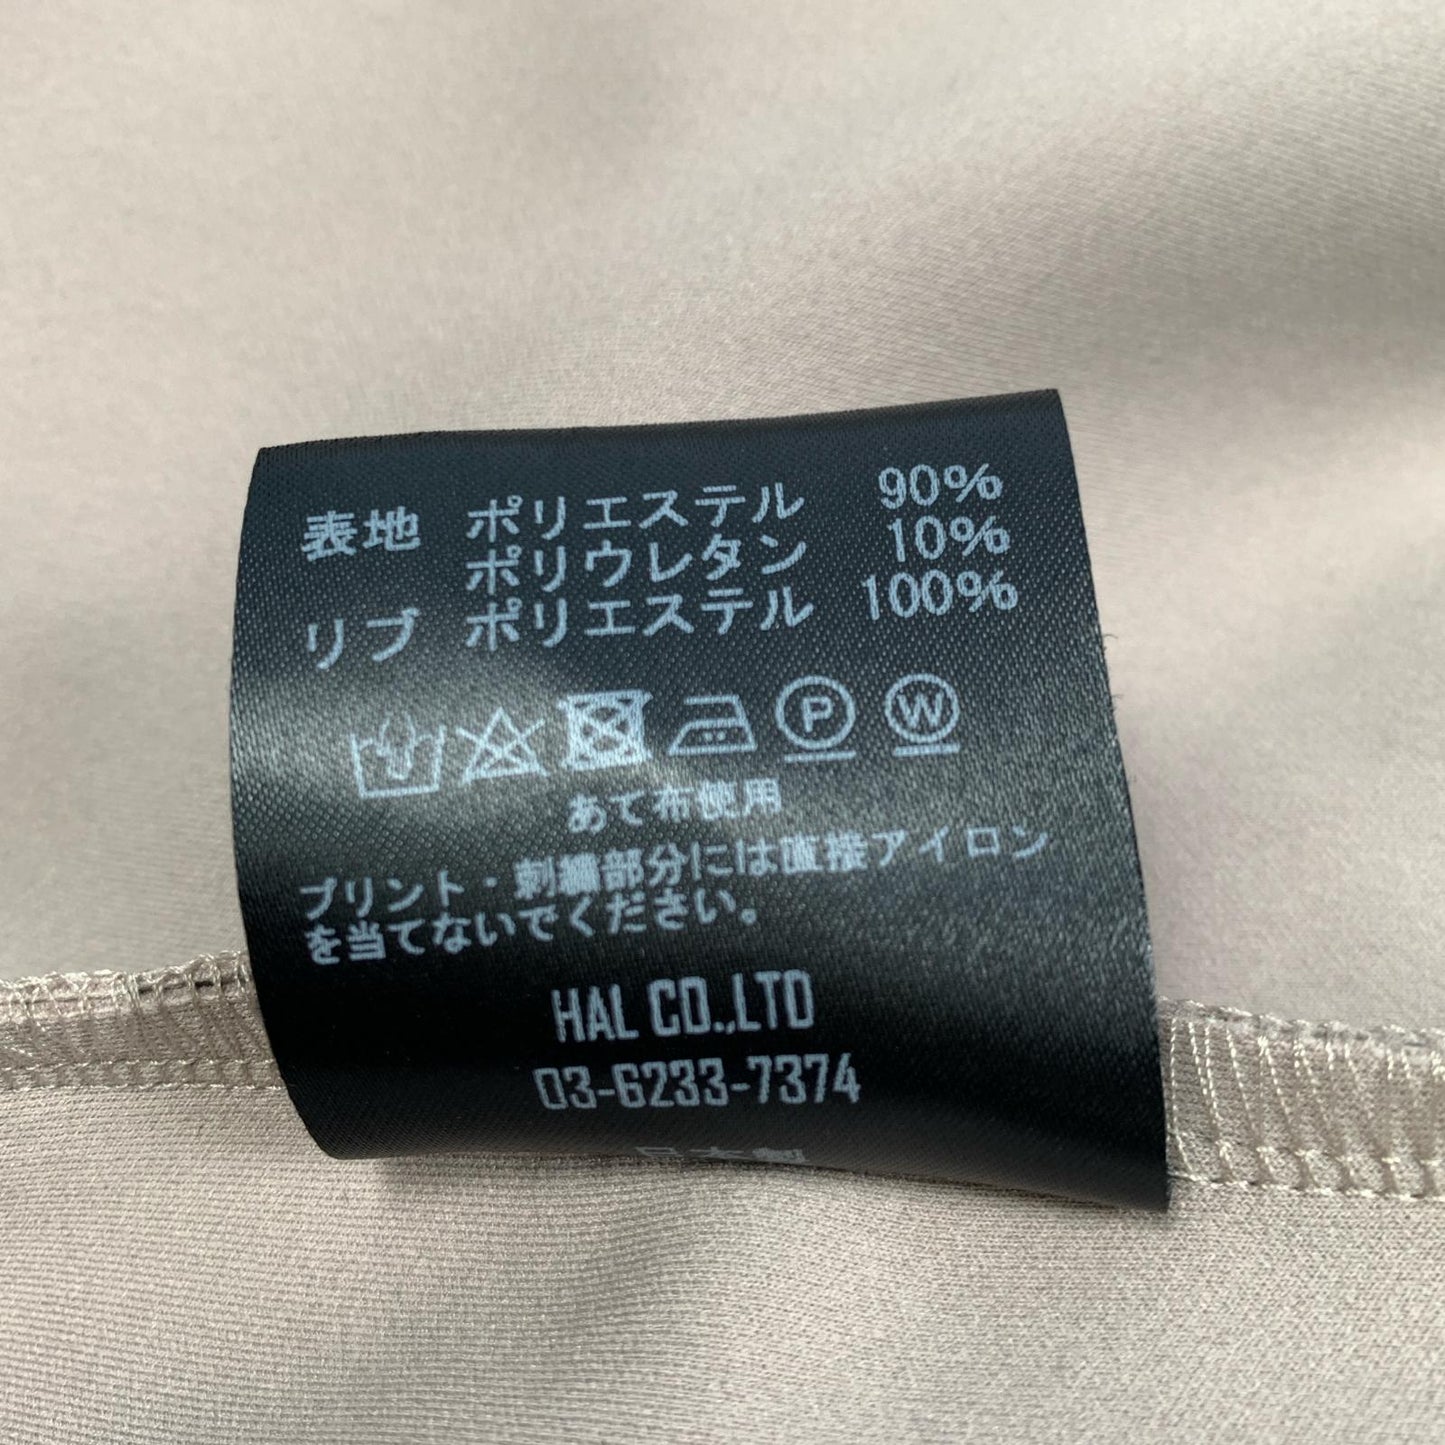 表地 ポリエステル 90%
ポリウレタン 10%
リブ ポリエステル 100%
P W
あて布使用
プリント・刺繍部分には直接アイロン
を当てないでください。
HAL CO.,LTD
03-6233-7374
日本製